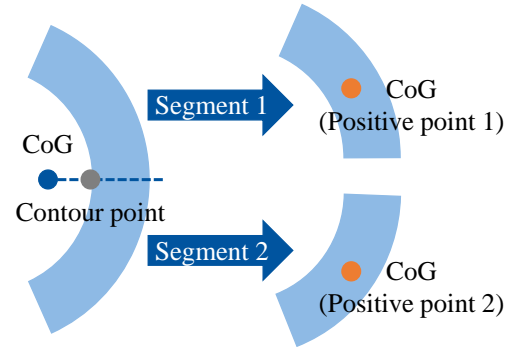 CoG
Contour point
Segment 1
CoG
(Positive point 1)
Segment 2
CoG
(Positive point 2)